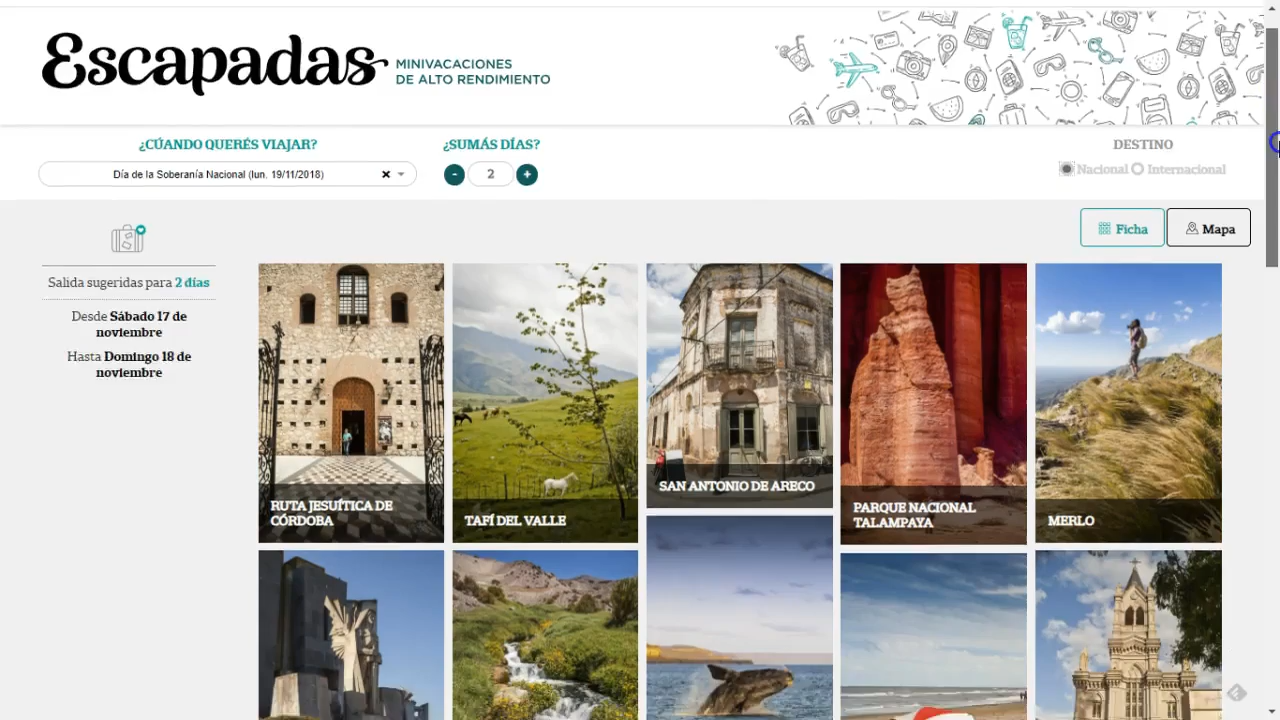 Escapadas
MINIVACACIONES
DE ALTO RENDIMIENTO
¿CÚANDO QUERÉS VIAJAR?
Día de la Soberanía Nacional (lun. 19/11/2018)
¿SUMÁS DÍAS?
- 2 +
DESTINO
Nacional Internacional
Ficha
Mapa
Salida sugeridas para 2 días
Desde Sábado 17 de
noviembre
Hasta Domingo 18 de
noviembre
RUTA JESUÍTICA DE
CÓRDOBA
TAFÍ DEL VALLE
SAN ANTONIO DE ARECO
PARQUE NACIONAL
TALAMPAYA
MERLO